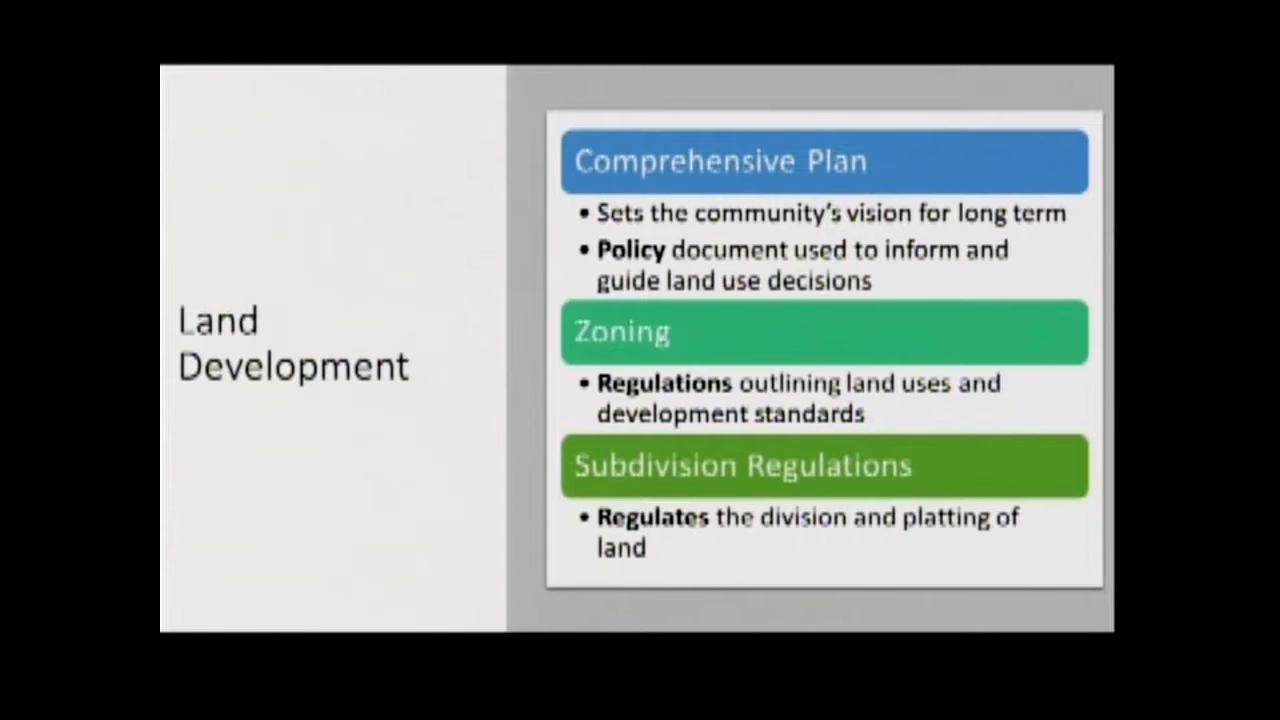 Land
Development
Comprehensive Plan
• Sets the community's vision for long term
• Policy document used to inform and
guide land use decisions
Zoning
• Regulations outlining land uses and
development standards
Subdivision Regulations
• Regulates the division and platting of
land